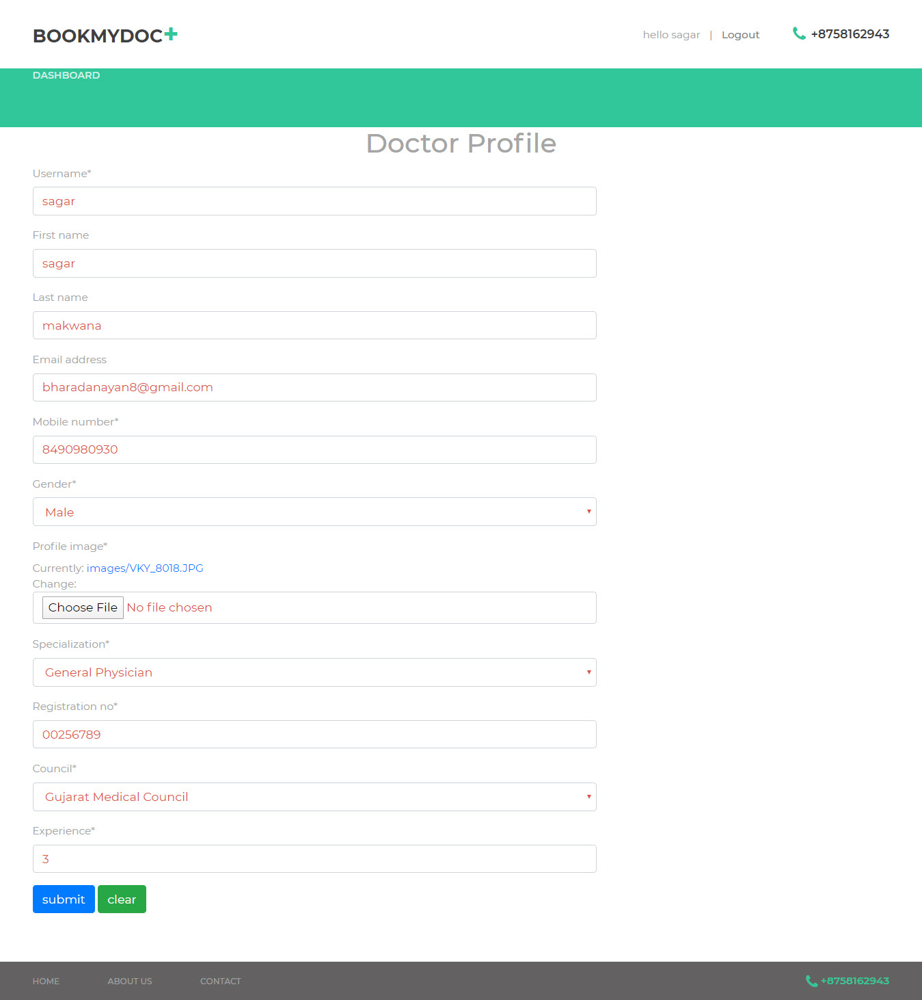 BOOKMYDOC+
hello sagar | Logout +8758162943
DASHBOARD
Doctor Profile
Username*
sagar
First name
sagar
Last name
makwana
Email address
bharadanayan8@gmail.com
Mobile number*
8490980930
Gender*
Male
Profile image*
Currently: images/VKY_8018.JPG
Change:
Choose File No file chosen
Specialization*
General Physician
Registration no*
00256789
Council*
Gujarat Medical Council
Experience*
3
submit clear
HOME ABOUT US CONTACT +8758162943